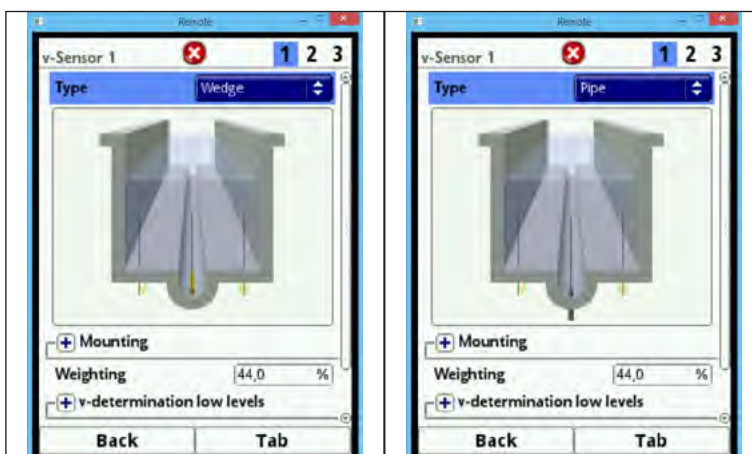 Remote
v-Sensor 1 1 2 3
Type Wedge
Mounting
Weighting 44,0 %
v-determination low levels
Back Tab
Remote
v-Sensor 1 1 2 3
Type Pipe
Mounting
Weighting 44,0 %
v-determination low levels
Back Tab